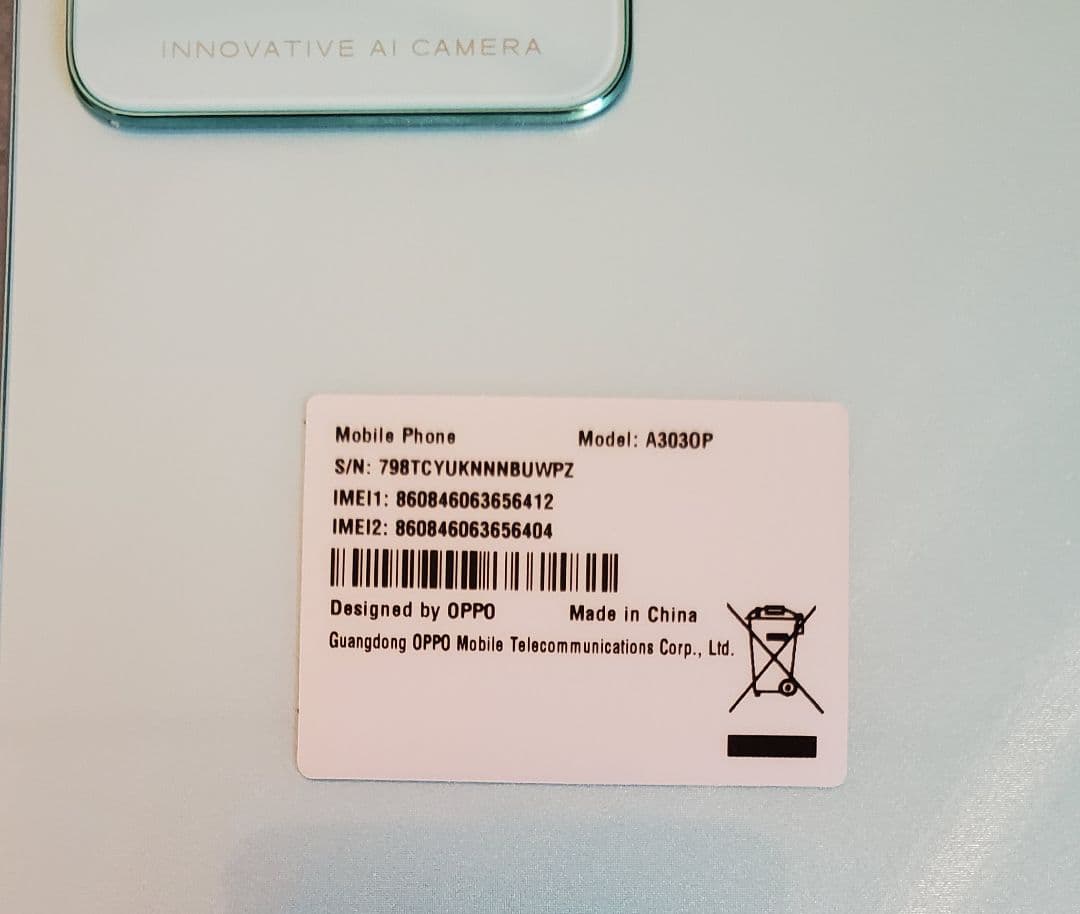 INNOVATIVE AI CAMERA
Mobile Phone Model: A303OP
S/N: 798TCYUKNNNBUWPZ
IMEI1: 860846063656412
IMEI2: 860846063656404
Designed by OPPO Made in China
Guangdong OPPO Mobile Telecommunications Corp., Ltd.